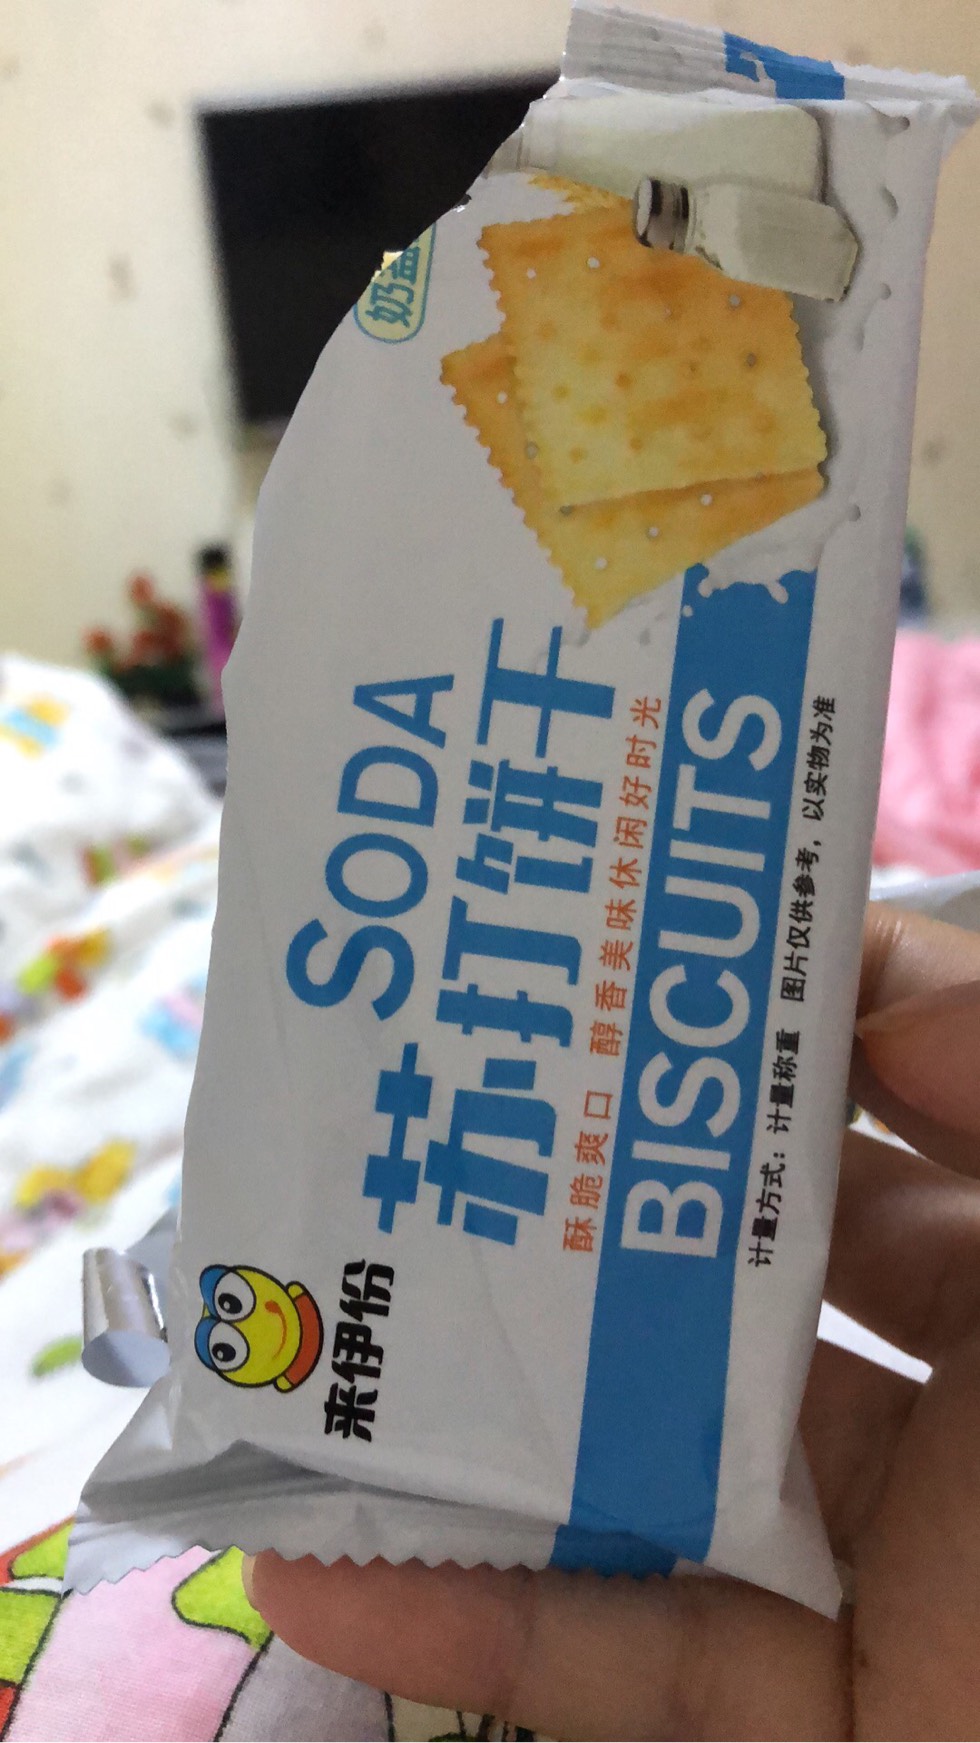 来伊份
SODA
苏打饼干
酥脆爽口 醇香美味休闲好时光
BISCUITS
计量方式：计量称重 图片仅供参考，以实物为准
奶盐